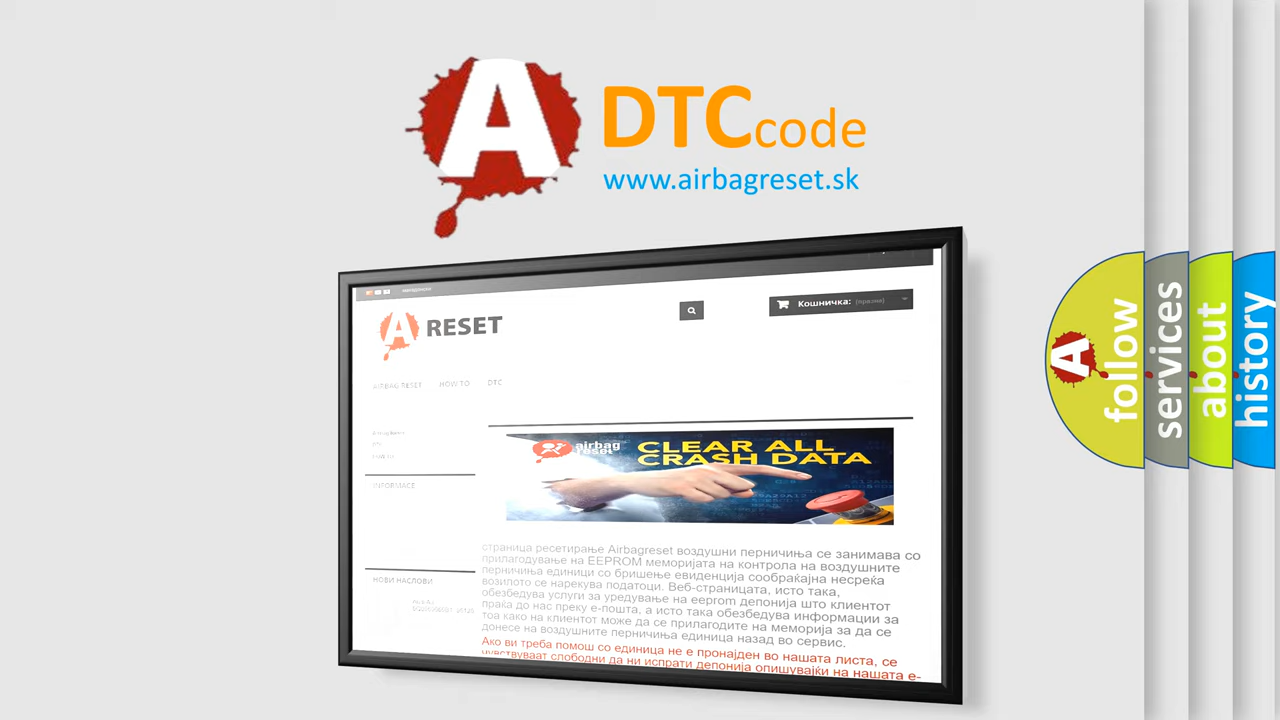 A
DTC code
www.airbagreset.sk
A RESET
Кошничка: (празни)
AIRBAG RESET HOW TO DTC
airbag
reset
CLEAR ALL
CRASH DATA
INFORMACE
НОВИ НАСЛОВИ
страница ресетирање Airbagreset воздушни перничиња се занимава со
прилагодување на EEPROM меморијата на контрола на воздушните
перничиња единици со бришење евиденција сообраќајна несреќа
возилото се нарекува податоци. Веб-страницата, исто така,
обезбедува услуги за уредување на eeprom депонија што клиентот
праќа до нас преку е-пошта, а исто така обезбедува информации за
тоа како на клиентот може да се прилагодите на меморија за да се
донесе на воздушните перничиња единица назад во сервис.
Ако ви треба помош со единица не е пронајден во нашата листа, се
чувствуваат слободни да ни испрати депонија опишувајќи на нашата е-
A
follow
services
about
history